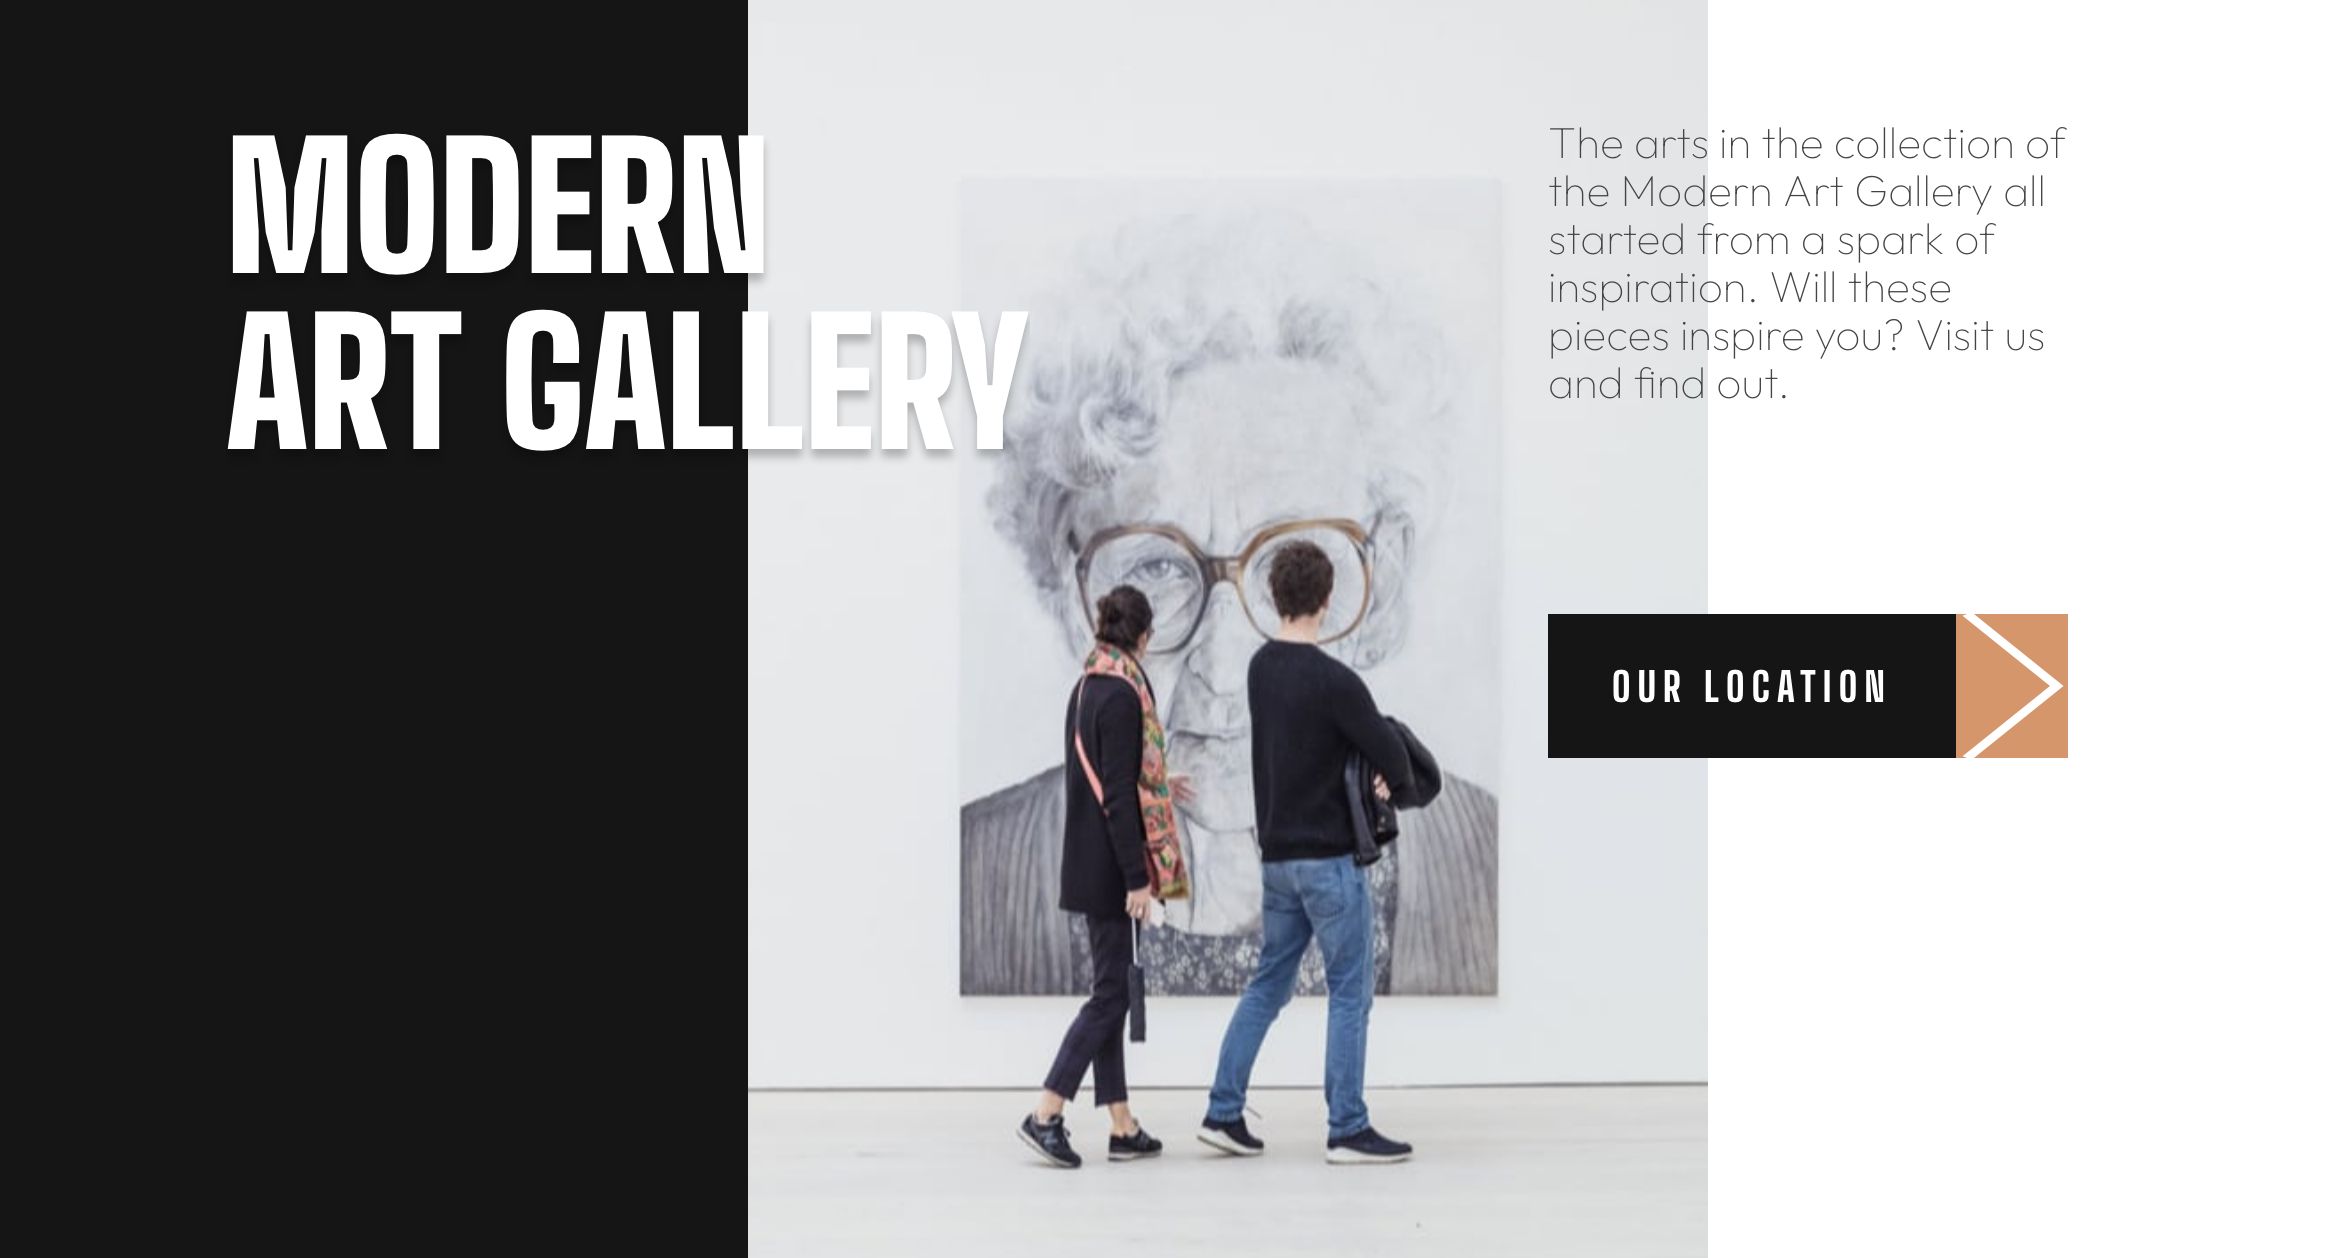 MODERN
ART GALLERY
The arts in the collection of
the Modern Art Gallery all
started from a spark of
inspiration. Will these
pieces inspire you? Visit us
and find out.
OUR LOCATION